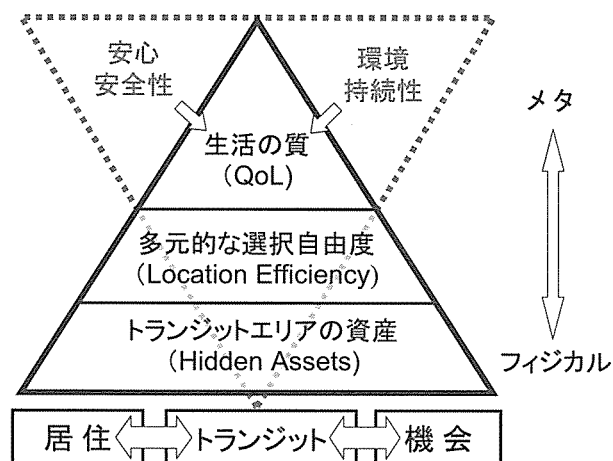 安心
安全性
環境
持続性
メタ
生活の質
(QoL)
多元的な選択自由度
(Location Efficiency)
トランジットエリアの資産
(Hidden Assets)
フィジカル
居住 トランジット 機会